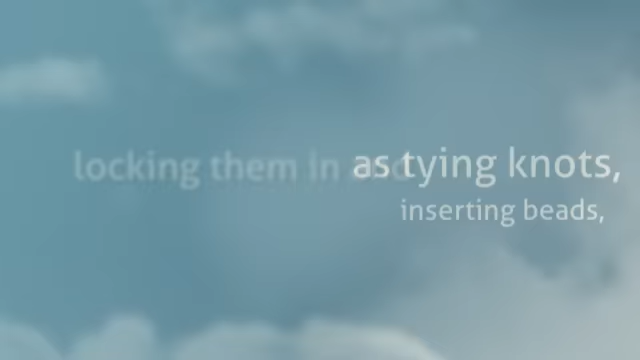 locking them in
as tying knots,
inserting beads,